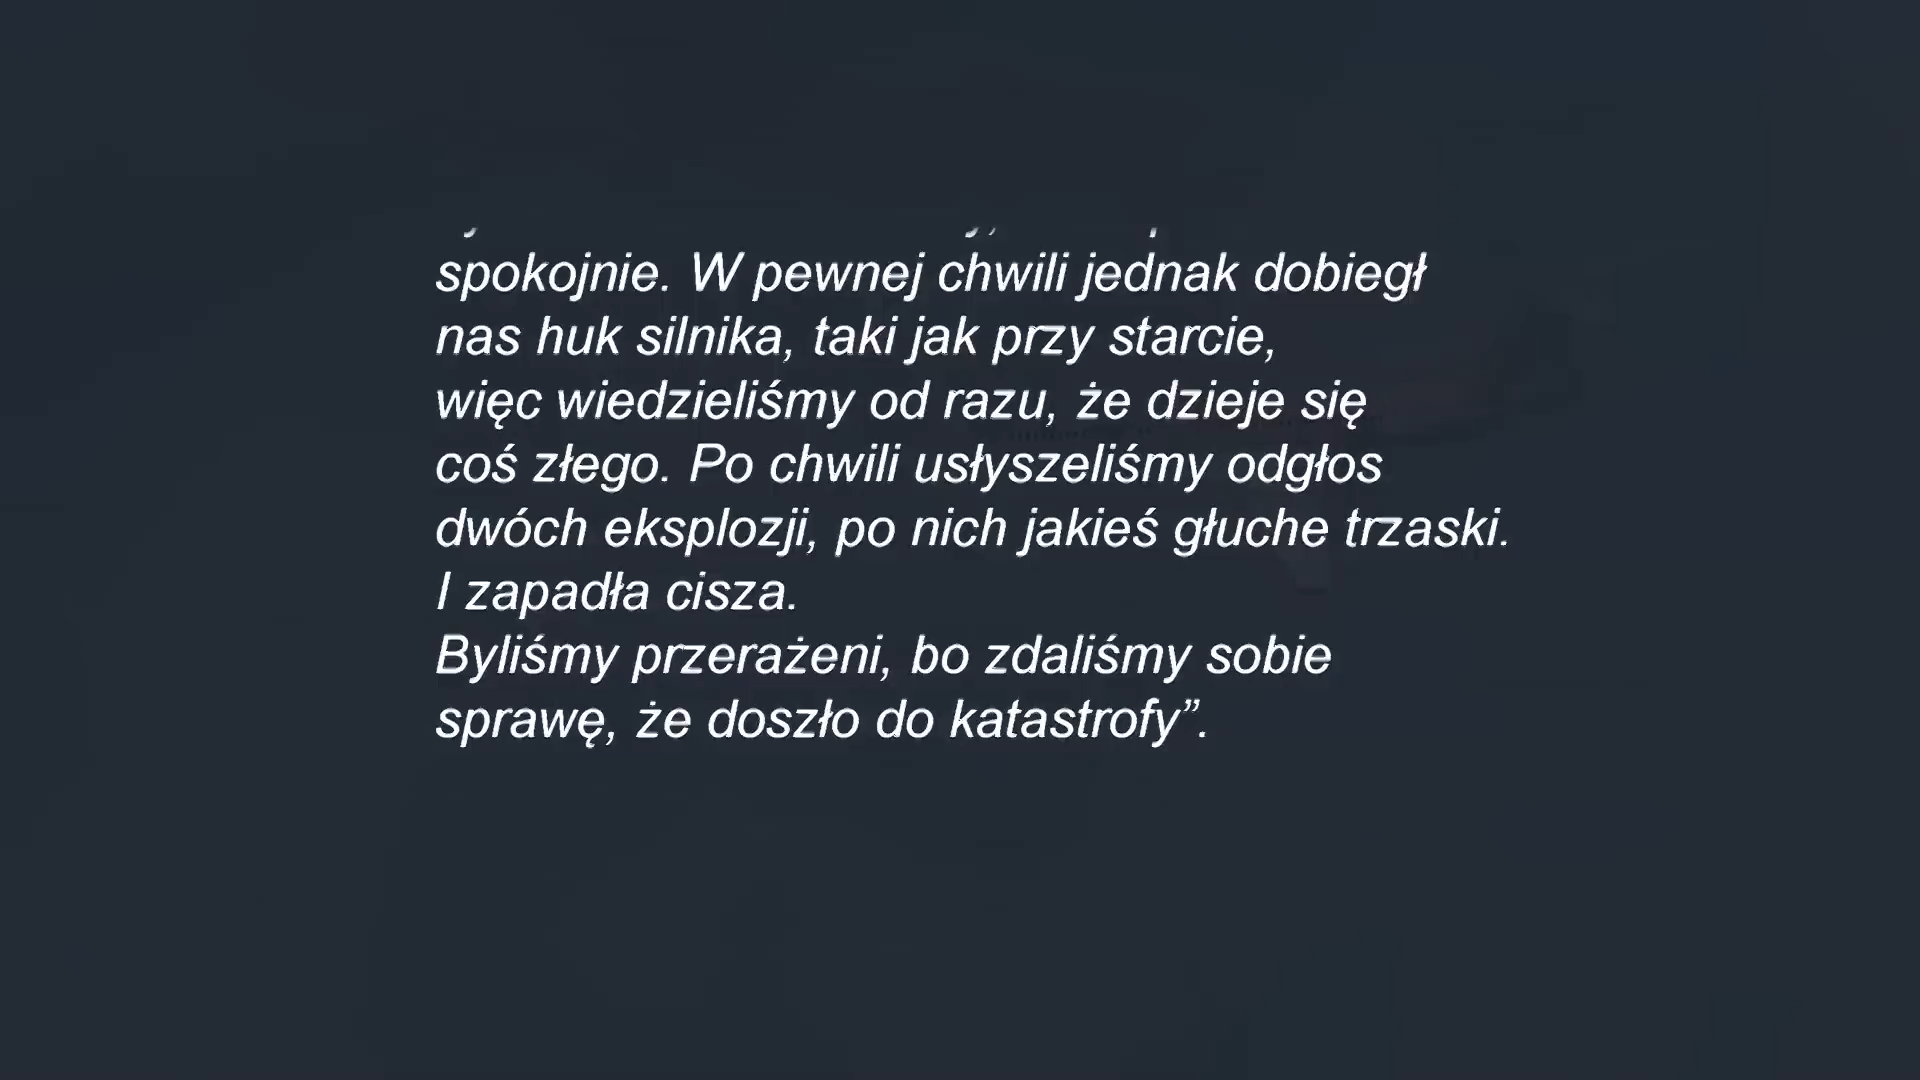 spokojnie. W pewnej chwili jednak dobiegł
nas huk silnika, taki jak przy starcie,
więc wiedzieliśmy od razu, że dzieje się
coś złego. Po chwili usłyszeliśmy odgłos
dwóch eksplozji, po nich jakieś głuche trzaski.
I zapadła cisza.
Byliśmy przerażeni, bo zdaliśmy sobie
sprawę, że doszło do katastrofy”.